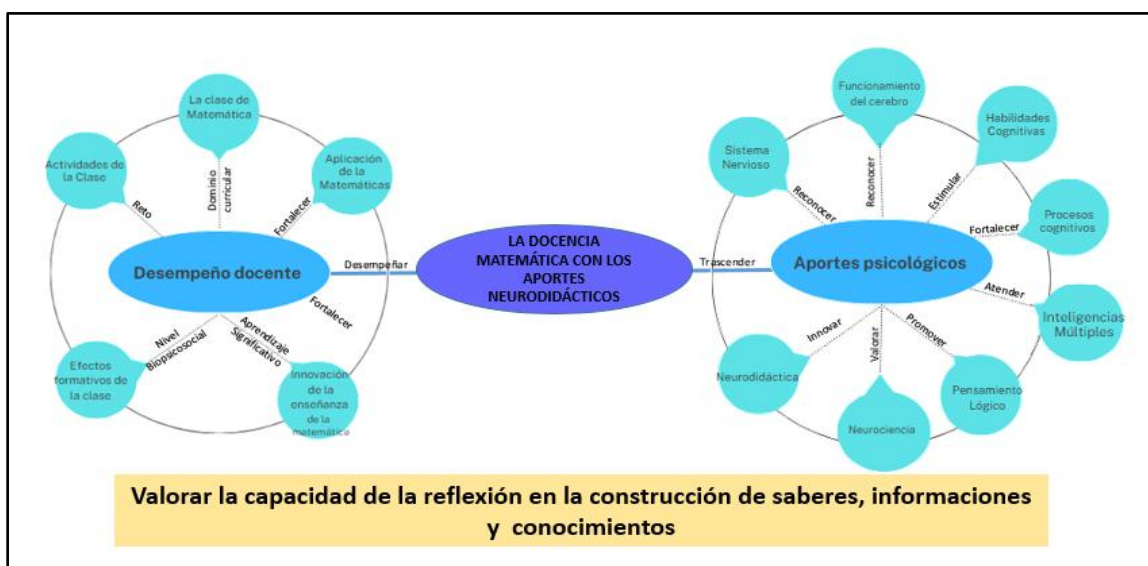 La clase de
Matemática
Actividades de
la Clase
Aplicación
de la
Matemáticas
Reto
Dominio
curricular
Fortalecer
Desempeño docente
Desempeñar
Fortalecer
Nivel
Biopsicosocial
Aprendizaje
Significativo
Efectos
formativos de
la clase
Innovación
de la
enseñanza
de la
matemática
LA DOCENCIA
MATEMÁTICA CON LOS
APORTES
NEURODIDÁCTICOS
Trascender
Funcionamiento
del cerebro
Habilidades
Cognitivas
Sistema
Nervioso
Procesos
cognitivos
Reconocer
Reconocer
Estimular
Fortalecer
Aportes psicológicos
Atender
Inteligencias
Múltiples
Innovar
Valorar
Promover
Neurodidáctica
Neurociencia
Pensamiento
Lógico
Valorar la capacidad de la reflexión en la construcción de saberes, informaciones
y conocimientos